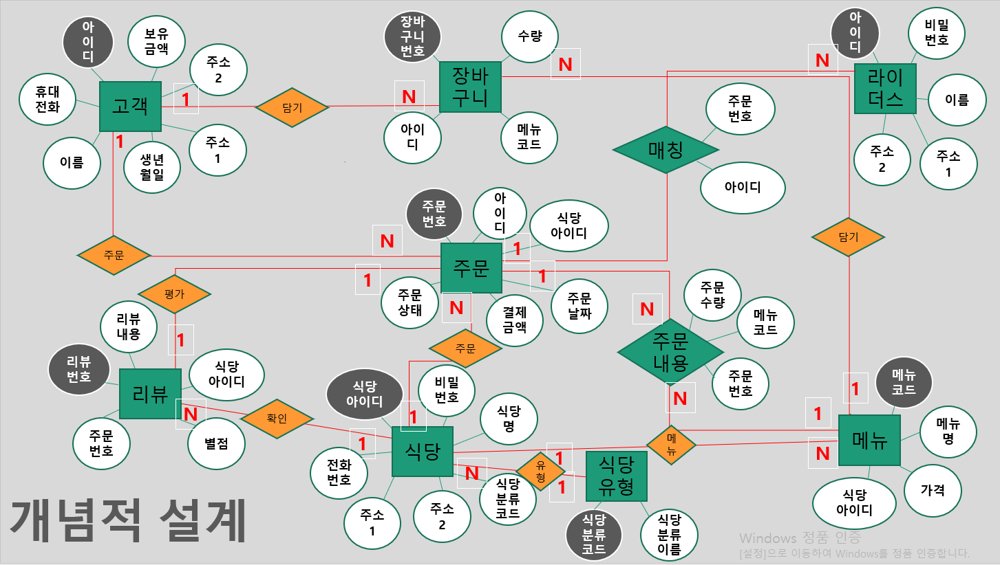 아
이
디
보유
금액
주소
2
휴대
전화
고객
1
1
이름
생년
월일
주소
1
담기
N
장바
구니
번호
수량
N
장바
구니
아이
디
메뉴
코드
아
이
디
비밀
번호
N
라이
더스
이름
주소
2
주소
1
주문
번호
매칭
아이디
담기
주문
N
주문
번호
아
이
디
식당
아이디
1
주문
1
1
주문
상태
N
결제
금액
주문
날짜
평가
1
리뷰
내용
리뷰
번호
식당
아이디
리뷰
N
주문
번호
별점
확인
주문
N
주문
수량
메뉴
코드
주문
내용
주문
번호
N
식당
아이디
비밀
번호
1
식당
명
1
식당
전화
번호
N
주소
1
주소
2
식당
분류
코드
유
형
1
1
식당
유형
식당
분류
코드
식당
분류
이름
메
뉴
1
1
N
메뉴
코드
메뉴
메뉴
명
식당
아이디
가격
개념적 설계
Windows 정품 인증
[설정]으로 이동하여 Windows를 정품 인증합니다.